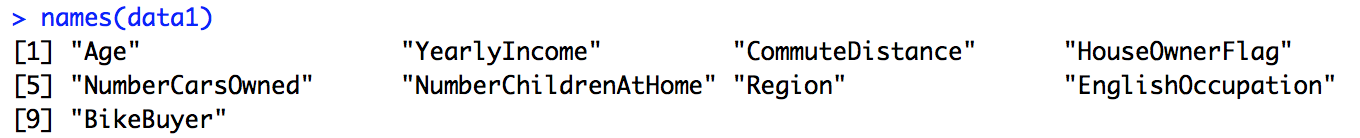 > names(data1)
[1] "Age" "YearlyIncome" "CommuteDistance" "HouseOwnerFlag"
[5] "NumberCarsOwned" "NumberChildrenAtHome" "Region" "EnglishOccupation"
[9] "BikeBuyer"